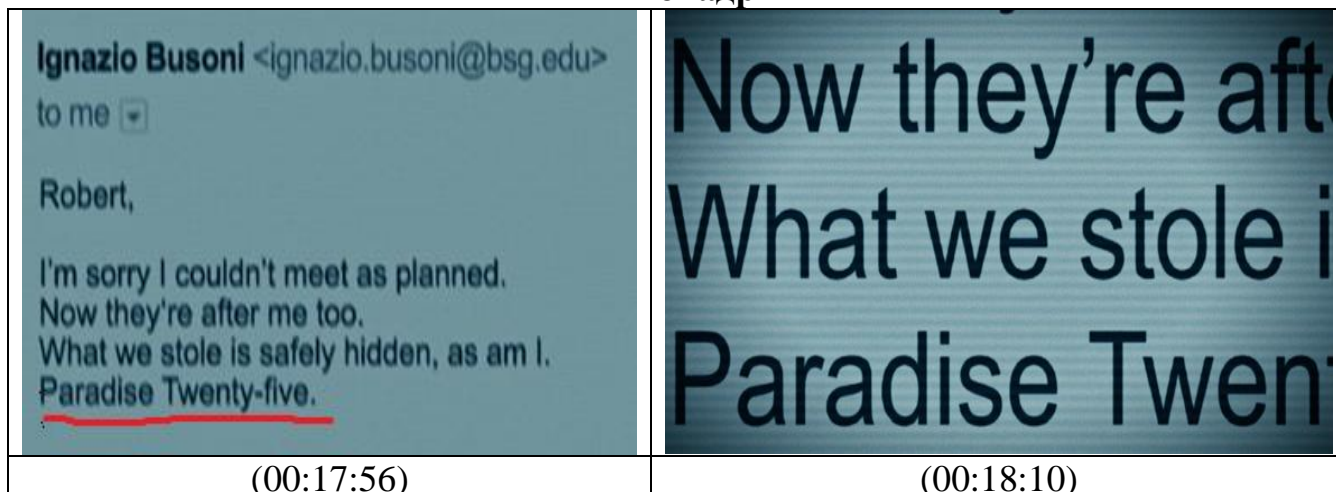 Ignazio Busoni <ignazio.busoni@bsg.edu>
to me
Robert,
I'm sorry I couldn't meet as planned.
Now they're after me too.
What we stole is safely hidden, as am I.
Paradise Twenty-five.
(00:17:56)
Now they're afte
What we stole i
Paradise Twen
(00:18:10)